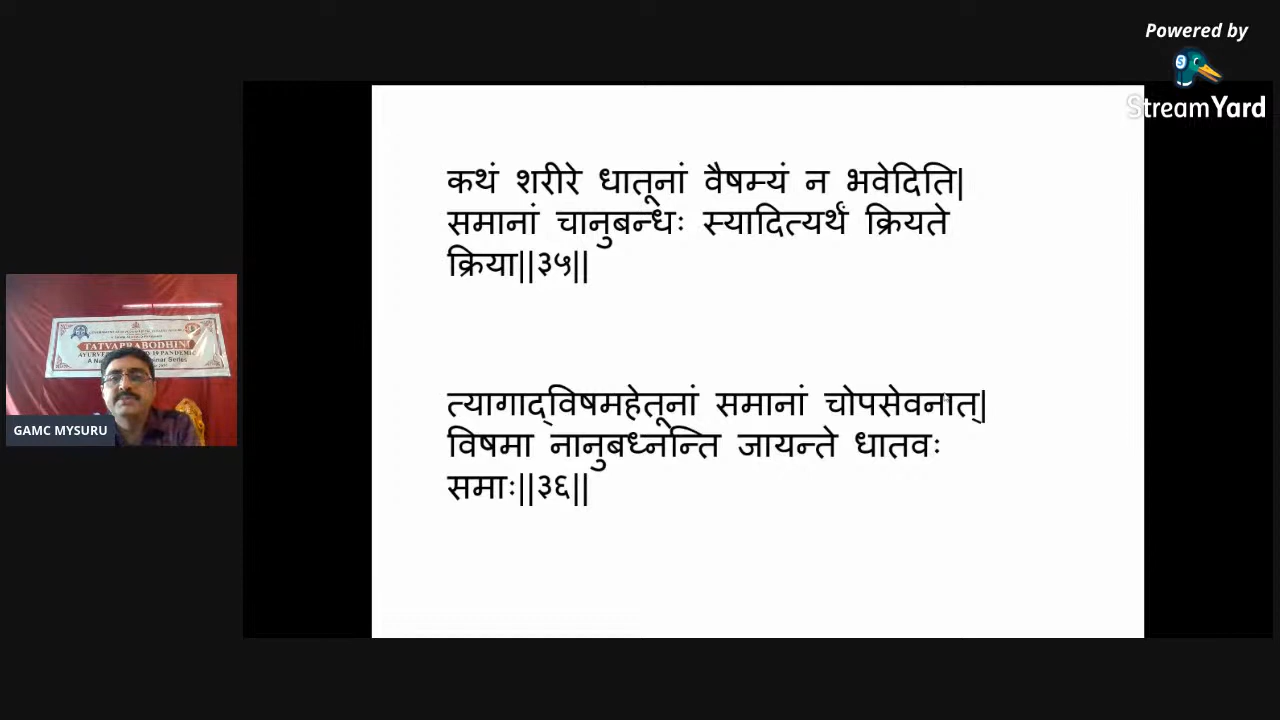 Powered by
StreamYard
कथं शरीरे धातूनां वैषम्यं न भवेदिति|
समानां चानुबन्धः स्यादित्यर्थं क्रियते
क्रिया||३५||
त्यागाद्विषमहेतूनां समानां चोपसेवनात्|
विषमा नानुबध्नन्ति जायन्ते धातवः
समाः||३६||
TATVAPRABODHINI
GAMC MYSURU